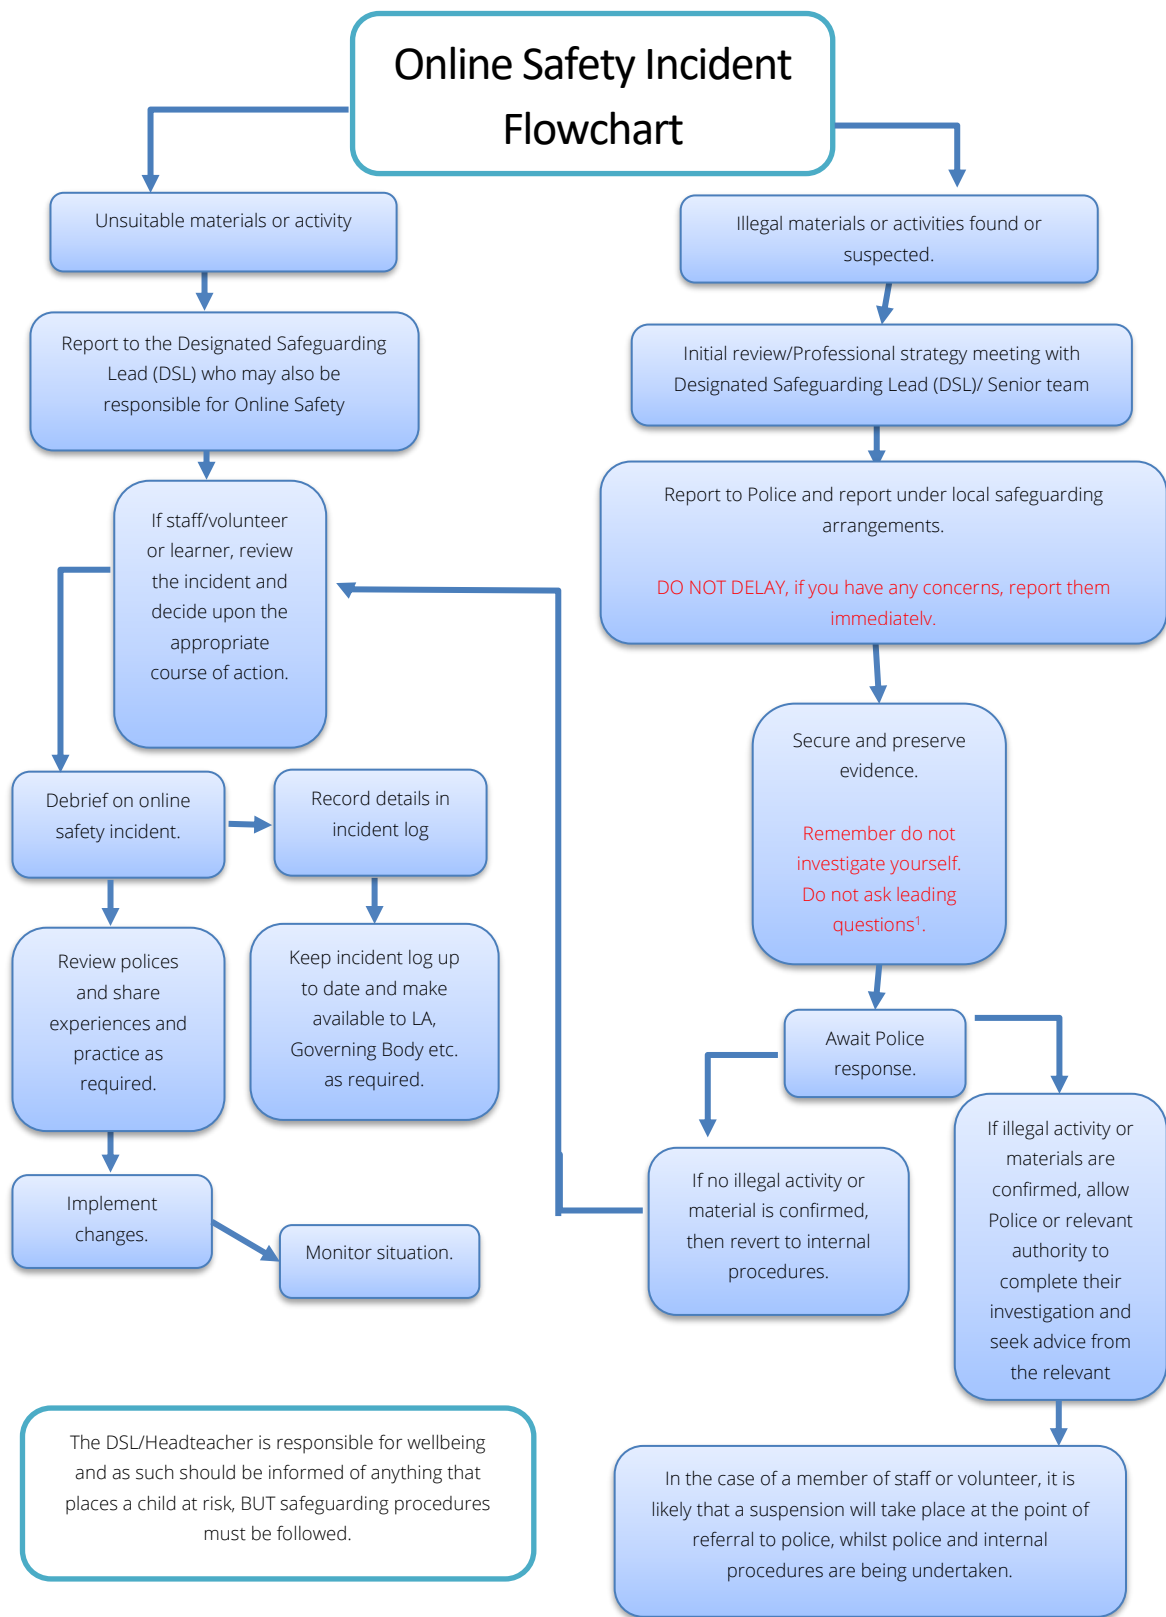 Online Safety Incident
Flowchart
Unsuitable materials or activity
Report to the Designated Safeguarding
Lead (DSL) who may also be
responsible for Online Safety
If staff/volunteer
or learner, review
the incident and
decide upon the
appropriate
course of action.
Debrief on online
safety incident.
Record details in
incident log
Review polices
and share
experiences and
practice as
required.
Keep incident log up
to date and make
available to LA,
Governing Body etc.
as required.
Implement
changes.
Monitor situation.
Illegal materials or activities found or
suspected.
Initial review/Professional strategy meeting with
Designated Safeguarding Lead (DSL)/ Senior team
Report to Police and report under local safeguarding
arrangements.
DO NOT DELAY, if you have any concerns, report them
immediately.
Secure and preserve
evidence.
Remember do not
investigate yourself.
Do not ask leading
questions¹.
Await Police
response.
If no illegal activity or
material is confirmed,
then revert to internal
procedures.
If illegal activity or
materials are
confirmed, allow
Police or relevant
authority to
complete their
investigation and
seek advice from
the relevant
In the case of a member of staff or volunteer, it is
likely that a suspension will take place at the point of
referral to police, whilst police and internal
procedures are being undertaken.
The DSL/Headteacher is responsible for wellbeing
and as such should be informed of anything that
places a child at risk, BUT safeguarding procedures
must be followed.